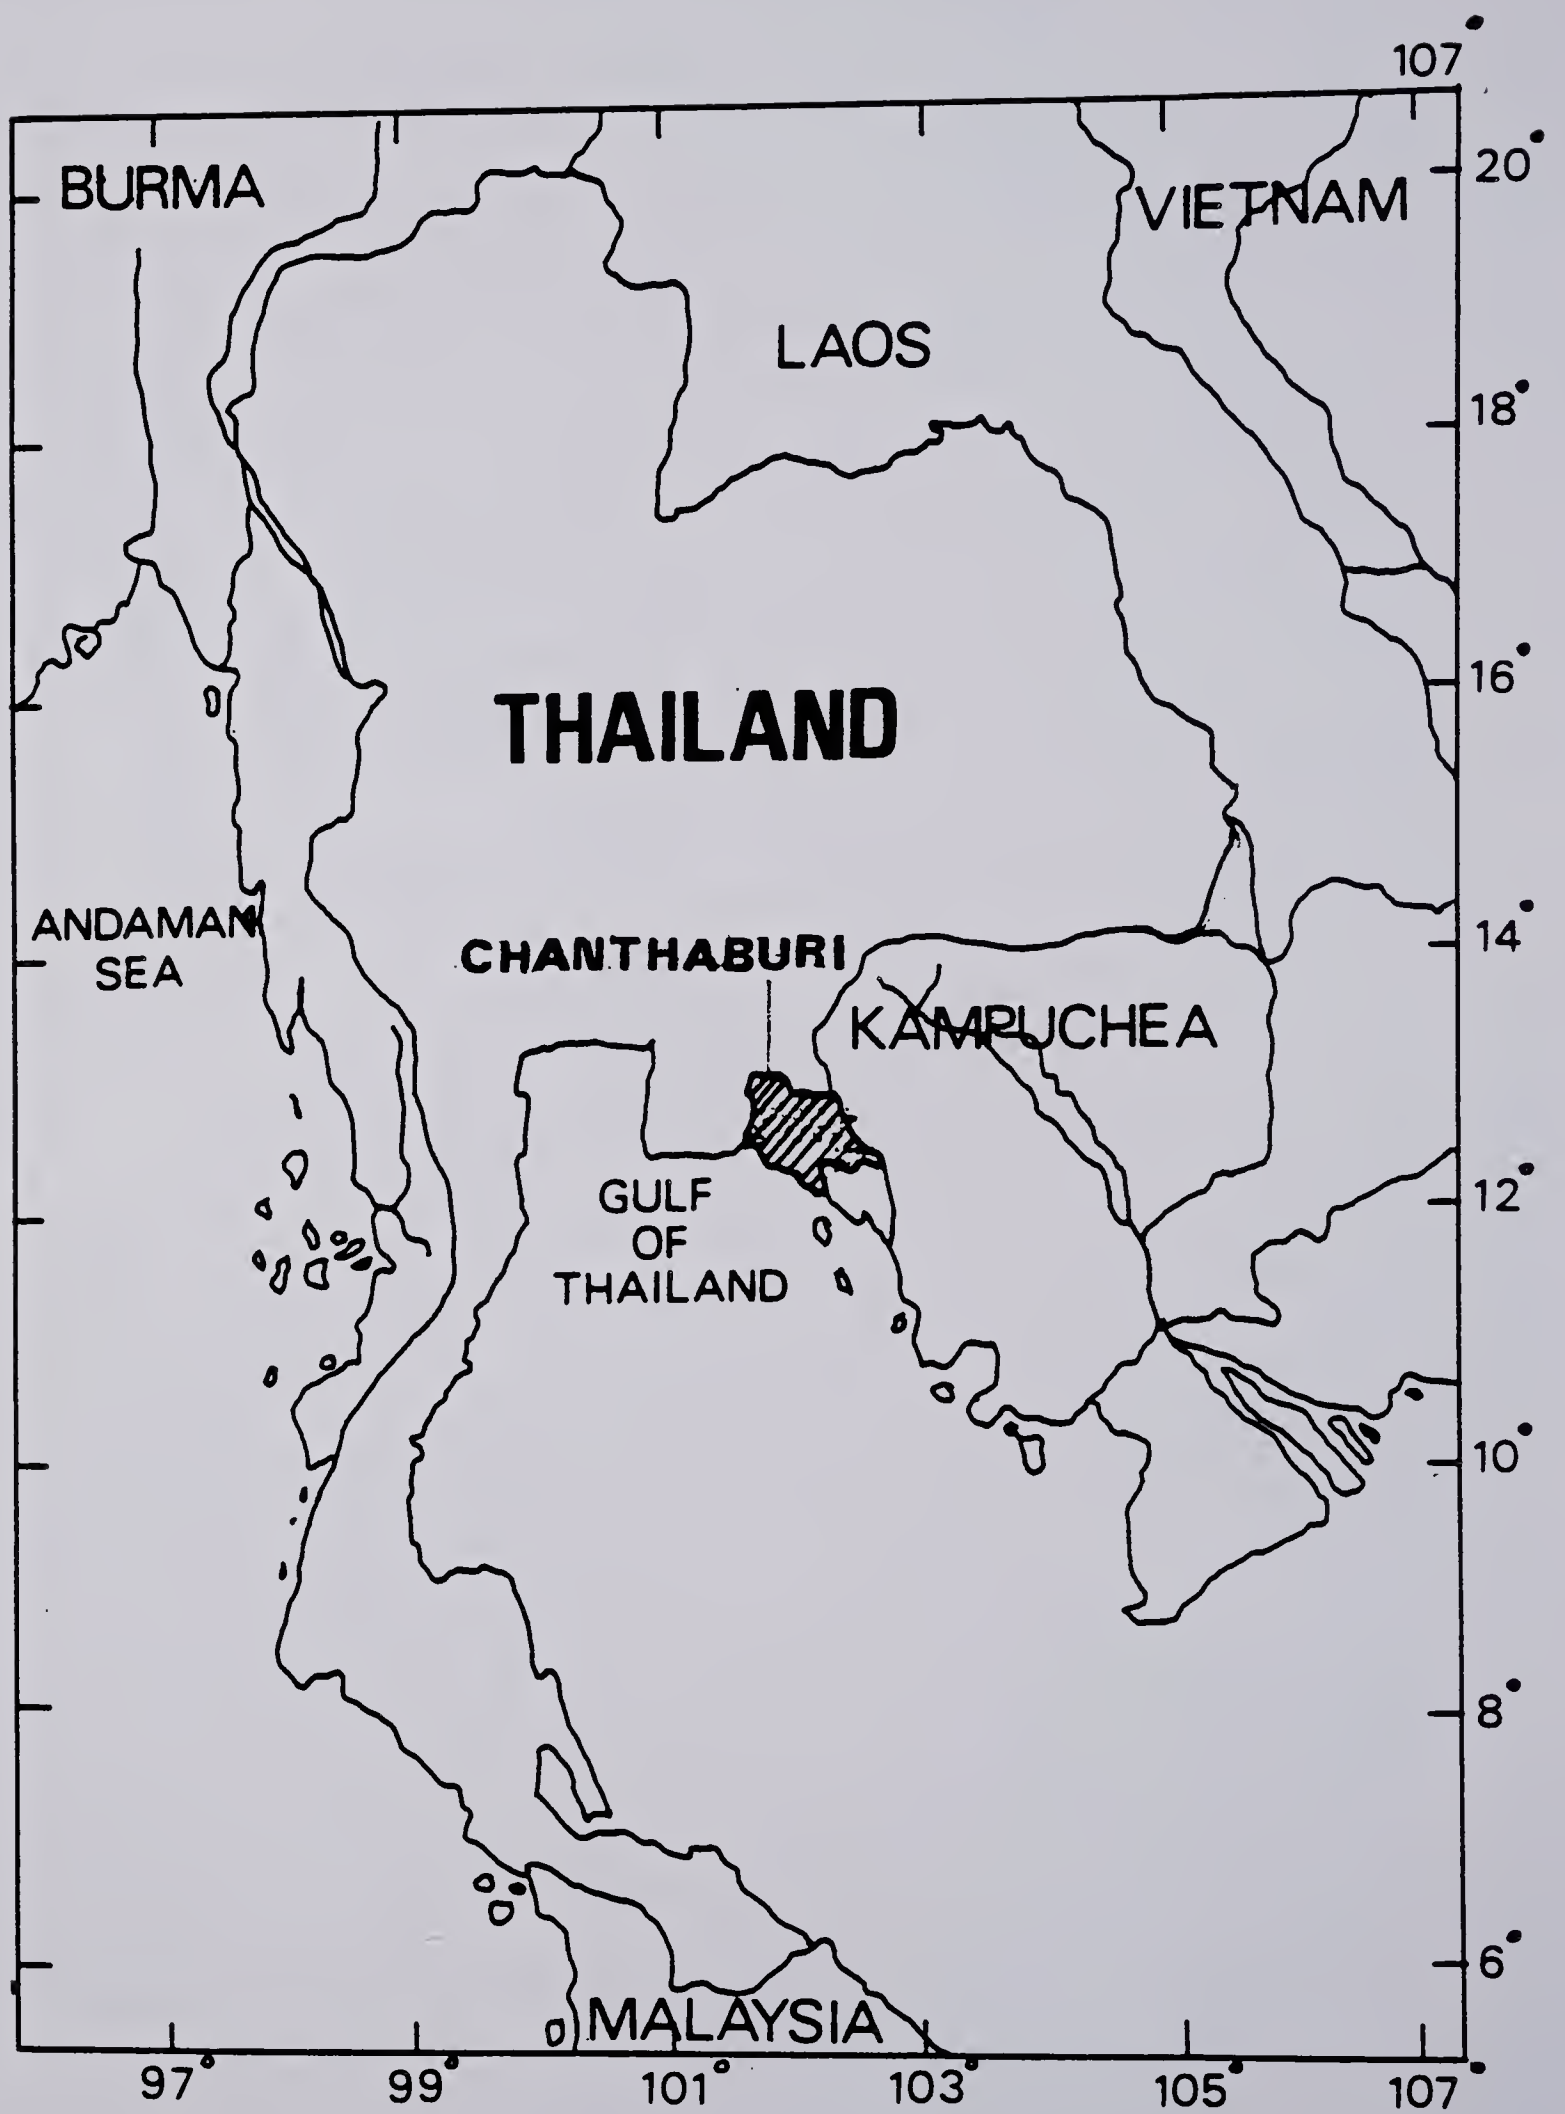 107°
BURMA
20°
VIETNAM
LAOS
18°
16°
THAILAND
ANDAMAN
SEA
14°
CHANTHABURI
KAMPUCHEA
12°
GULF
OF
THAILAND
10°
8°
6°
MALAYSIA
97° 99° 101° 103° 105° 107°